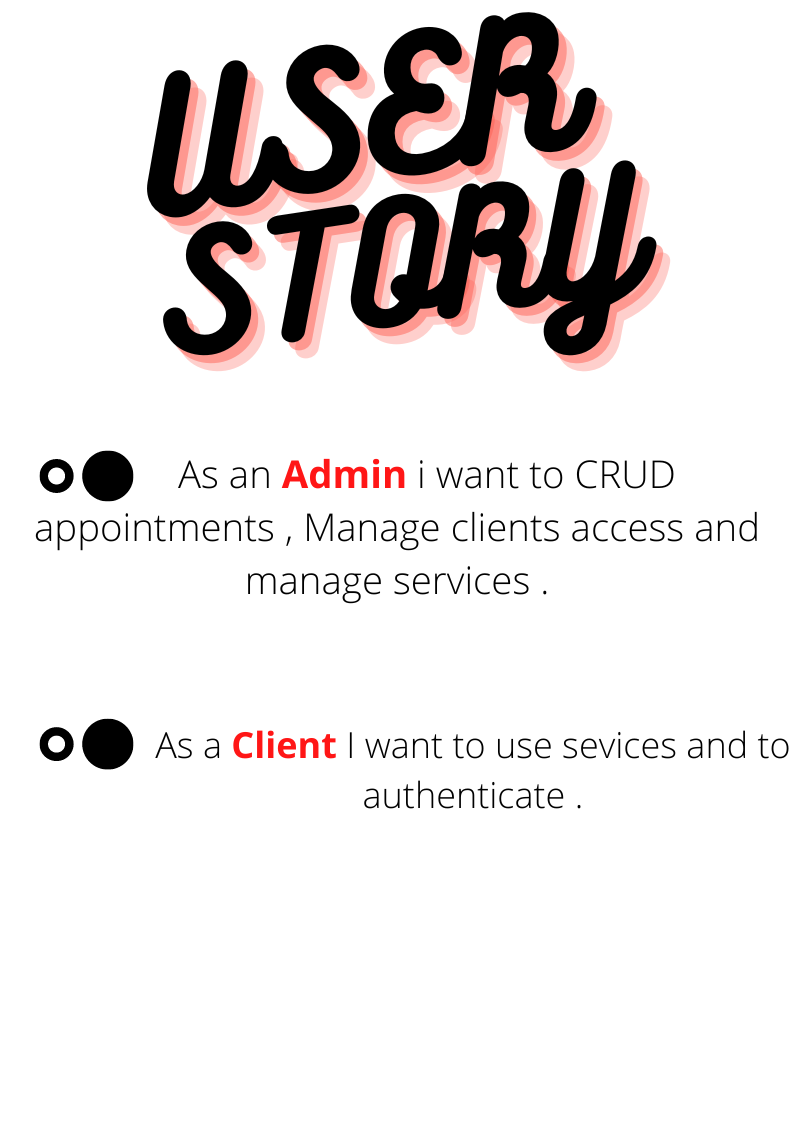 USER
STORY
As an Admin i want to CRUD
appointments , Manage clients access and
manage services .
As a Client I want to use sevices and to
authenticate .